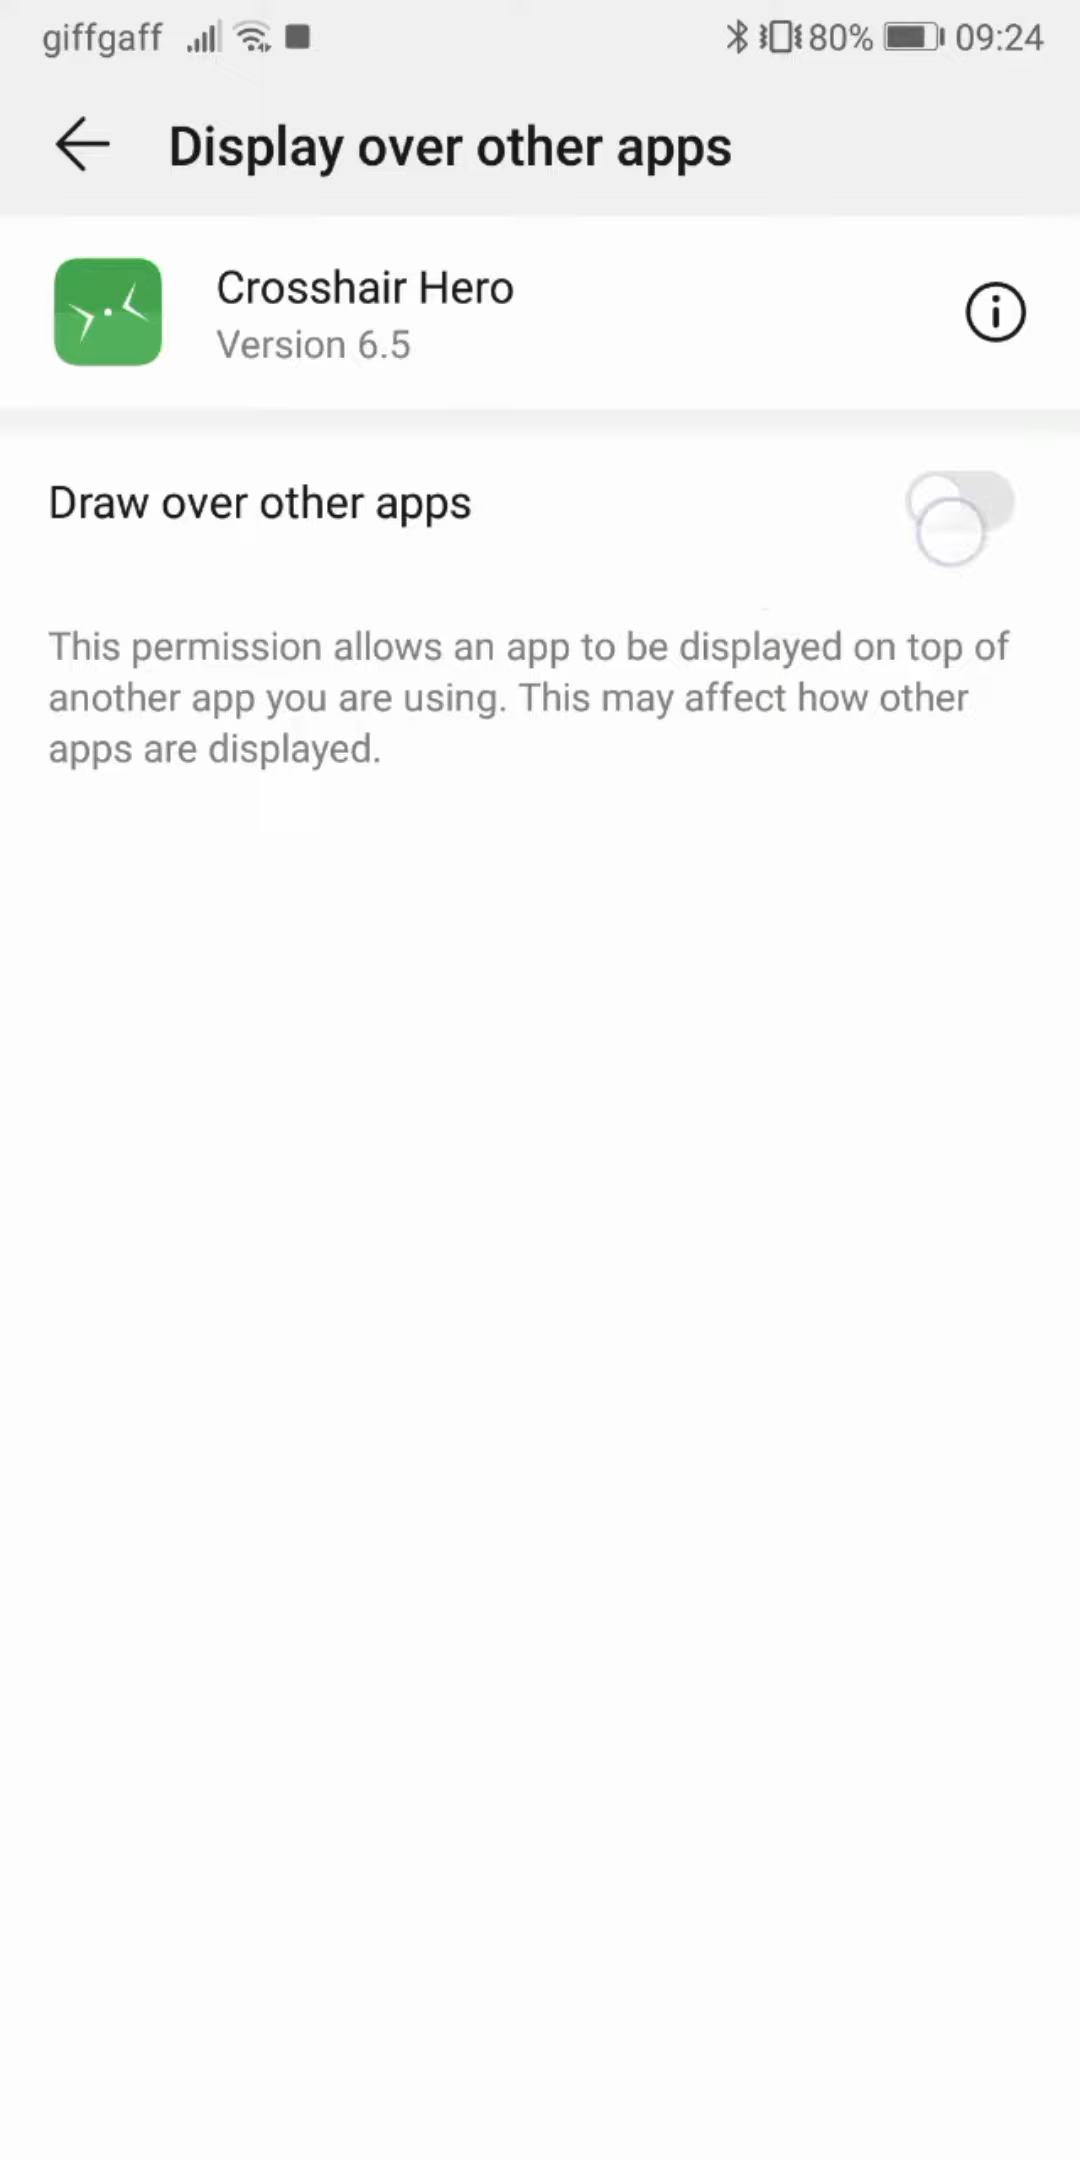 giffgaff 80% 09:24
Display over other apps
Crosshair Hero
Version 6.5
Draw over other apps
This permission allows an app to be displayed on top of
another app you are using. This may affect how other
apps are displayed.